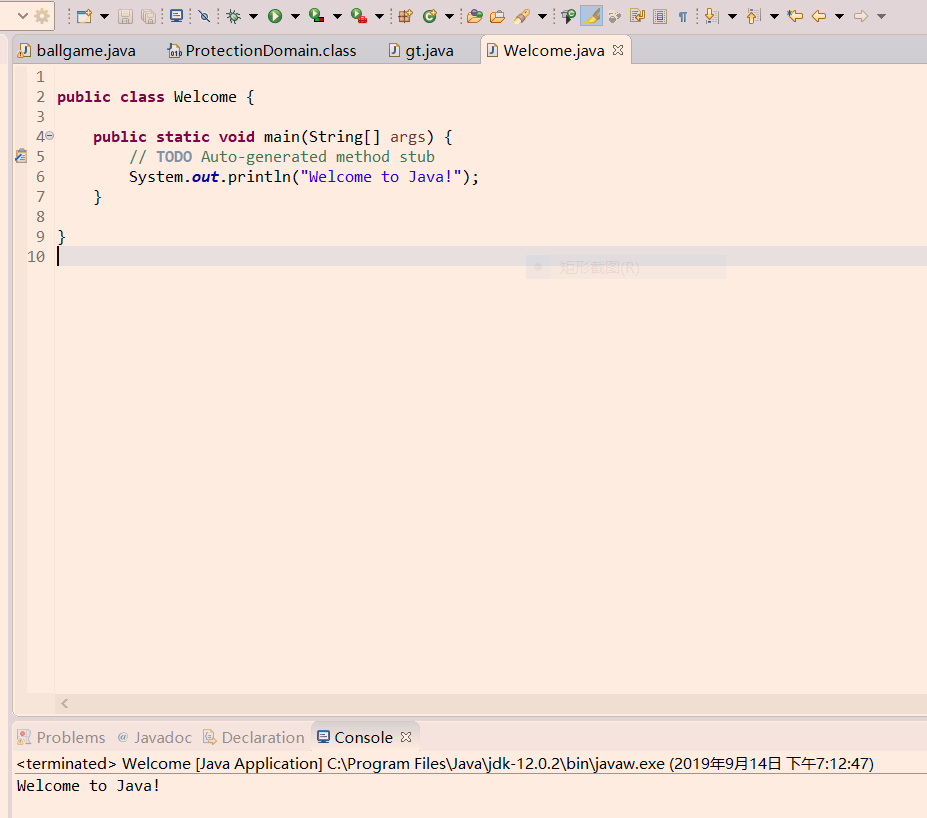 ballgame.java ProtectionDomain.class gt.java Welcome.java
1
2 public class Welcome {
3
4 public static void main(String[] args) {
5 // TODO Auto-generated method stub
6 System.out.println("Welcome to Java!");
7 }
8
9 }
10
矩形截图(R)
Problems @ Javadoc Declaration Console
<terminated> Welcome [Java Application] C:\Program Files\Java\jdk-12.0.2\bin\javaw.exe (2019年9月14日 下午7:12:47)
Welcome to Java!